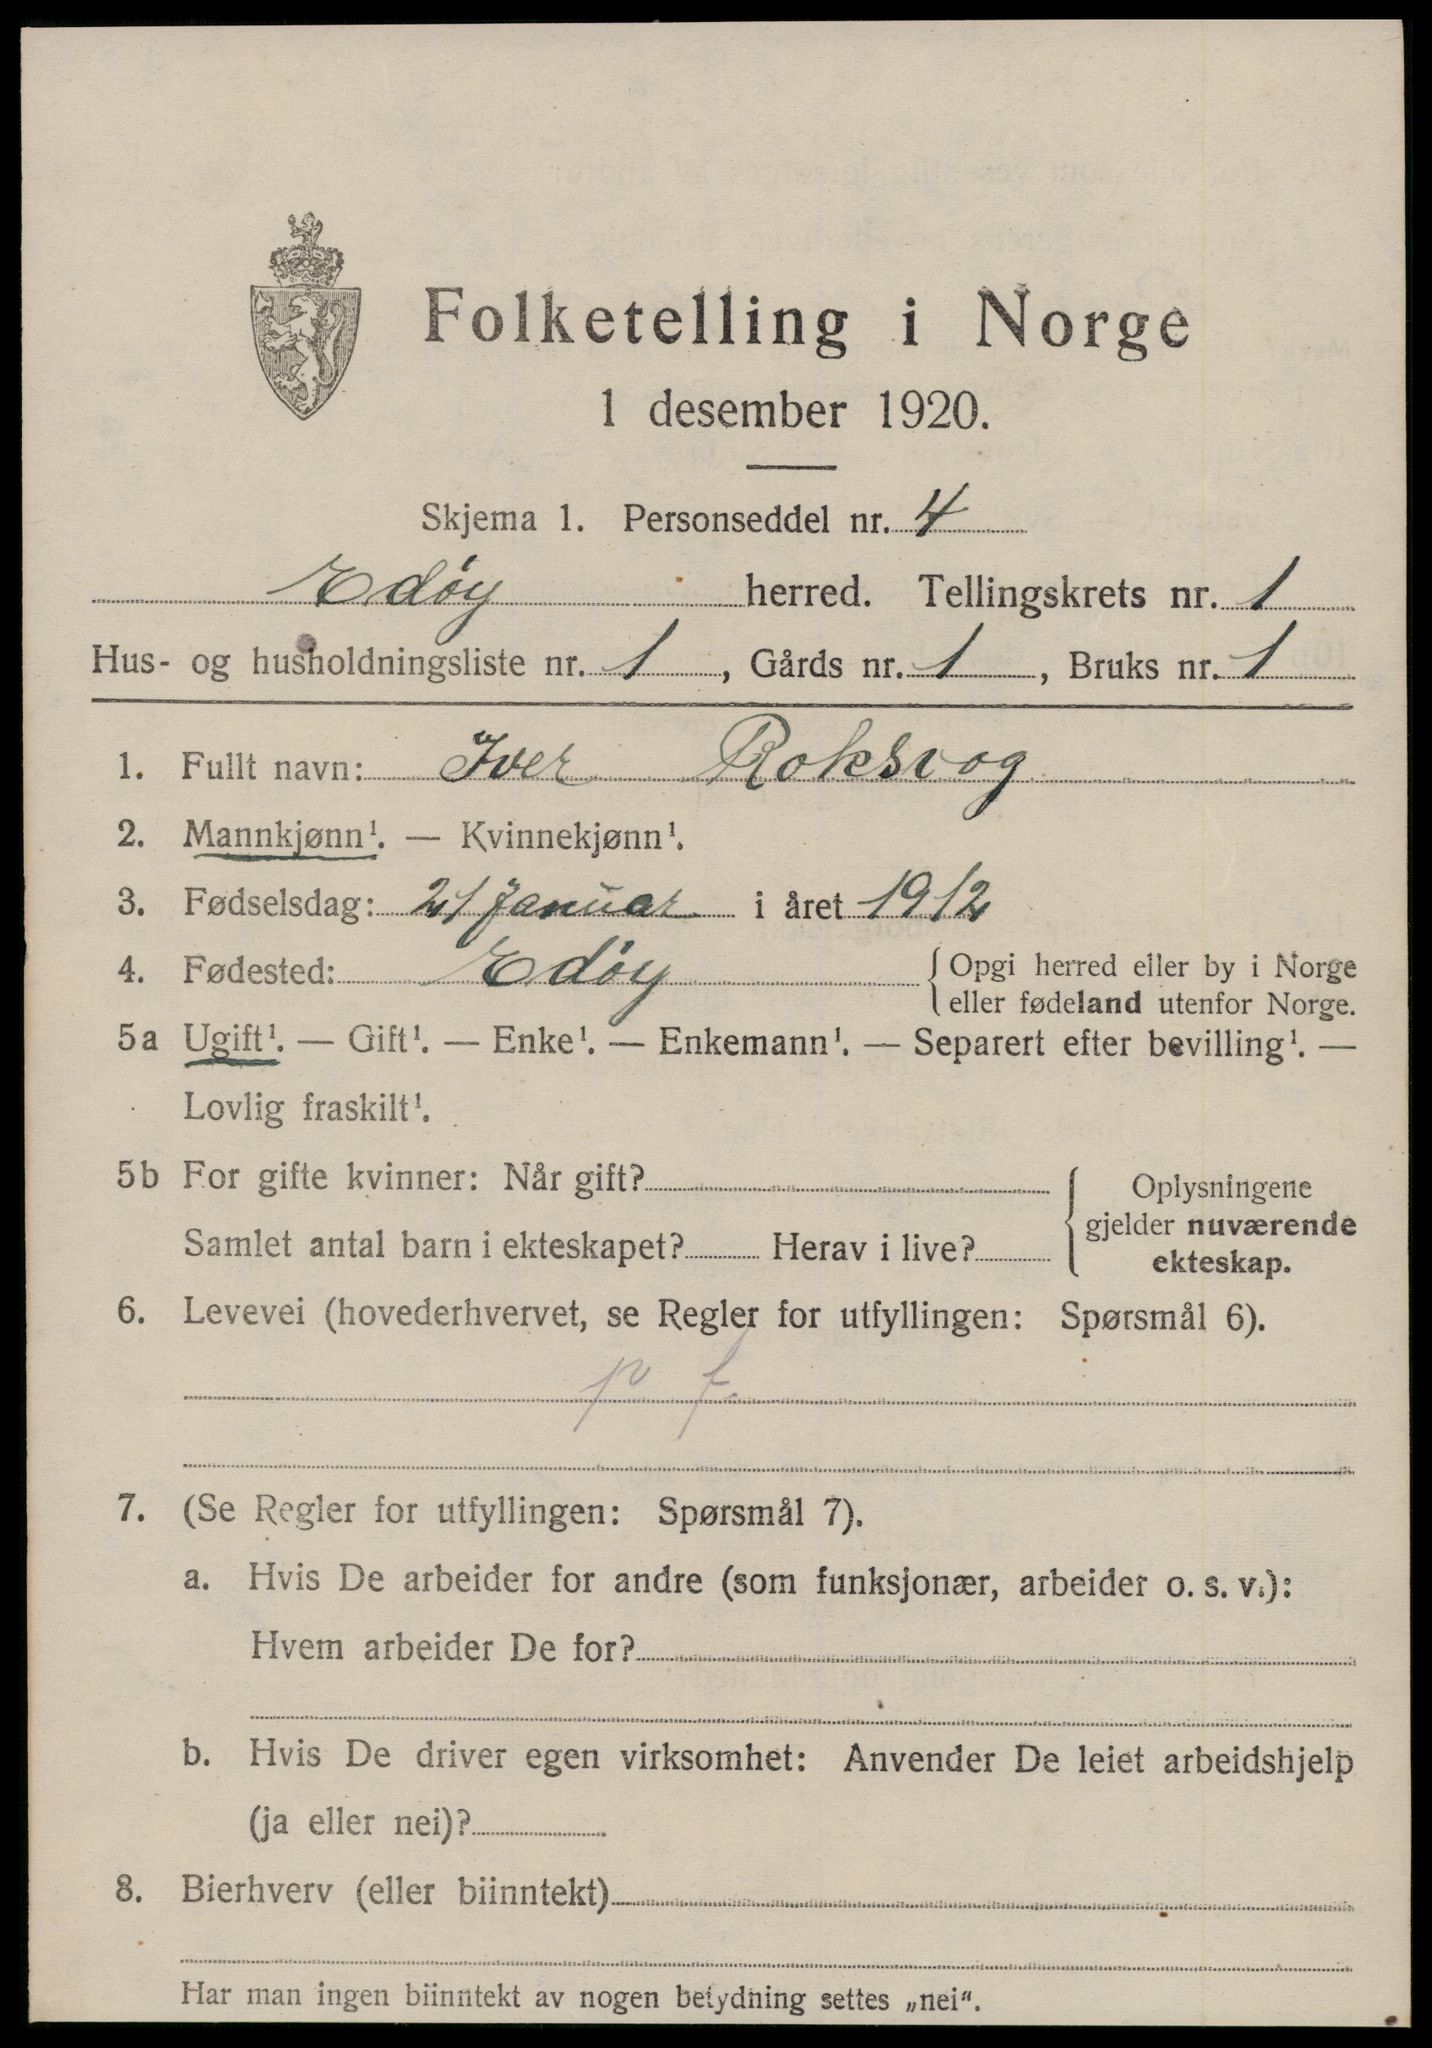 Folketelling i Norge
1 desember 1920.
Skjema 1. Personseddel nr. 4
Edøy herred. Tellingskrets nr. 1
Hus- og husholdningsliste nr. 1, Gårds nr. 1, Bruks nr. 1
1. Fullt navn: Iver Roksvog
2. Mannkjønn¹. — Kvinnekjønn¹.
3. Fødselsdag: 21 Januar i året 1912
4. Fødested: Edøy {Opgi herred eller by i Norge
eller fødeland utenfor Norge.
5a Ugift¹. — Gift¹. — Enke¹. — Enkemann¹. — Separert efter bevilling¹. —
Lovlig fraskilt¹.
5b For gifte kvinner: Når gift?
Samlet antal barn i ekteskapet? Herav i live?
Oplysningene
gjelder nuværende
ekteskap.
6. Levevei (hovederhvervet, se Regler for utfyllingen: Spørsmål 6).
p f
7. (Se Regler for utfyllingen: Spørsmål 7).
a. Hvis De arbeider for andre (som funksjonær, arbeider o. s. v.):
Hvem arbeider De for?
b. Hvis De driver egen virksomhet: Anvender De leiet arbeidshjelp
(ja eller nei)?
8. Bierhverv (eller biinntekt)
Har man ingen biinntekt av nogen betydning settes „nei“.